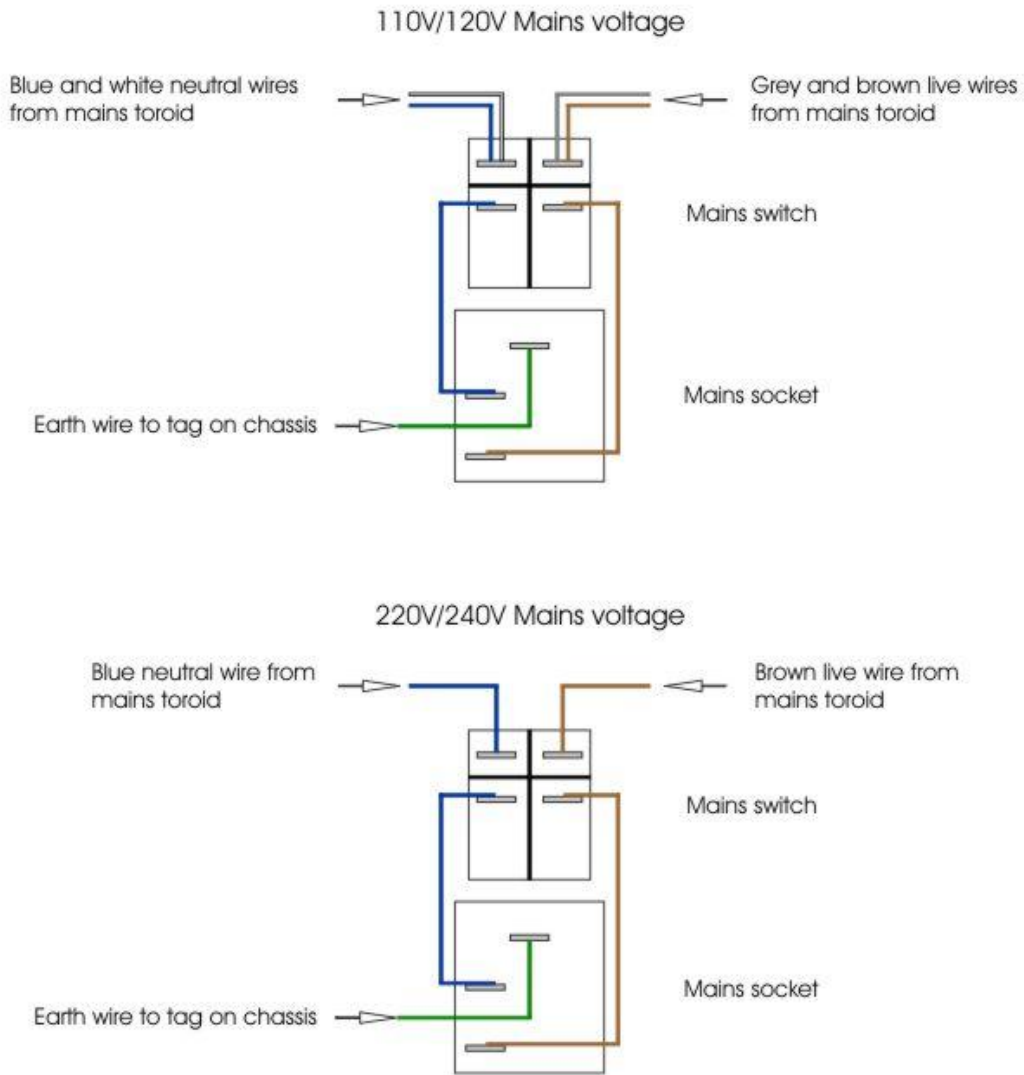 110V/120V Mains voltage
Blue and white neutral wires
from mains toroid
Grey and brown live wires
from mains toroid
Mains switch
Mains socket
Earth wire to tag on chassis
220V/240V Mains voltage
Blue neutral wire from
mains toroid
Brown live wire from
mains toroid
Mains switch
Mains socket
Earth wire to tag on chassis